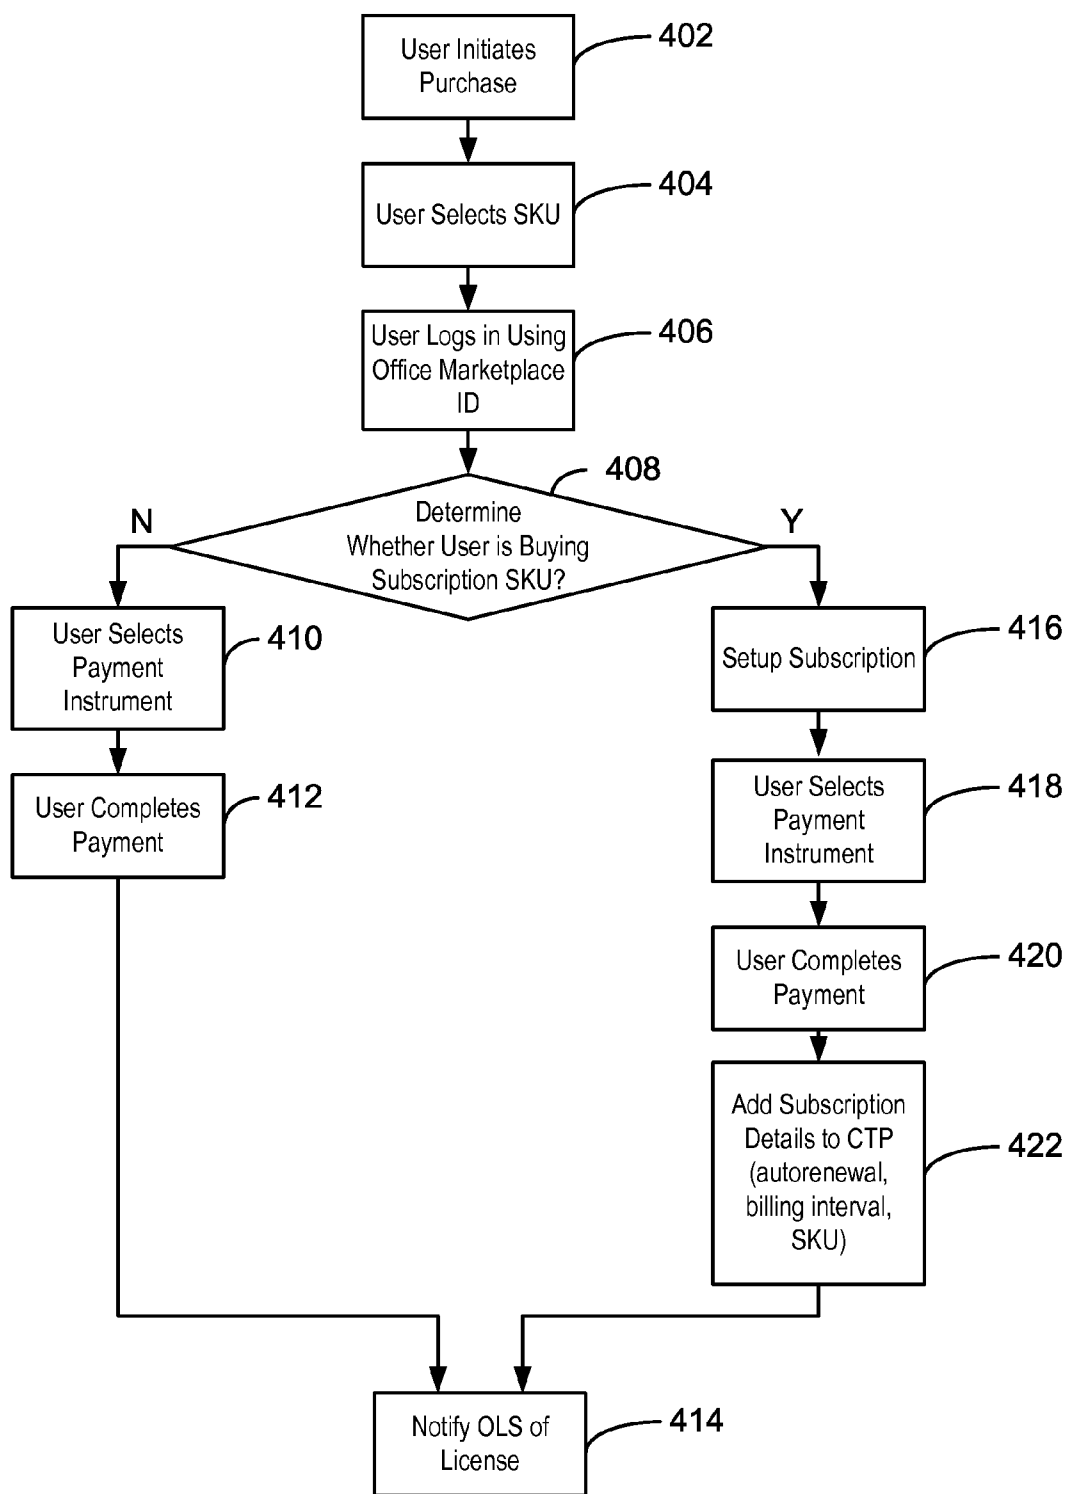 User Initiates
Purchase
402
User Selects SKU
404
User Logs in Using
Office Marketplace
ID
406
408
Determine
Whether User is Buying
Subscription SKU?
N
Y
User Selects
Payment
Instrument
410
User Completes
Payment
412
Setup Subscription
416
User Selects
Payment
Instrument
418
User Completes
Payment
420
Add Subscription
Details to CTP
(autorenewal,
billing interval,
SKU)
422
Notify OLS of
License
414